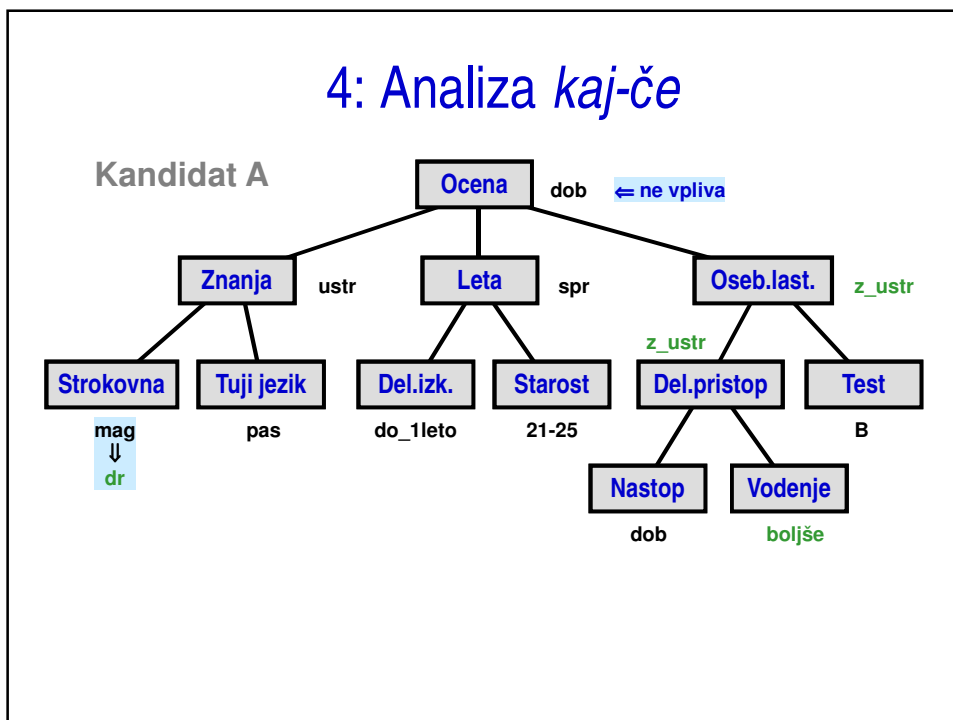 4: Analiza kaj-če
Kandidat A
Ocena
dob
⇐ ne vpliva
Znanja
ustr
Leta
spr
Oseb.last.
z_ustr
z_ustr
Strokovna
Tuji jezik
Del.izk.
Starost
Del.pristop
Test
mag
⇓
dr
pas
do_1leto
21-25
B
Nastop
Vodenje
dob
boljše